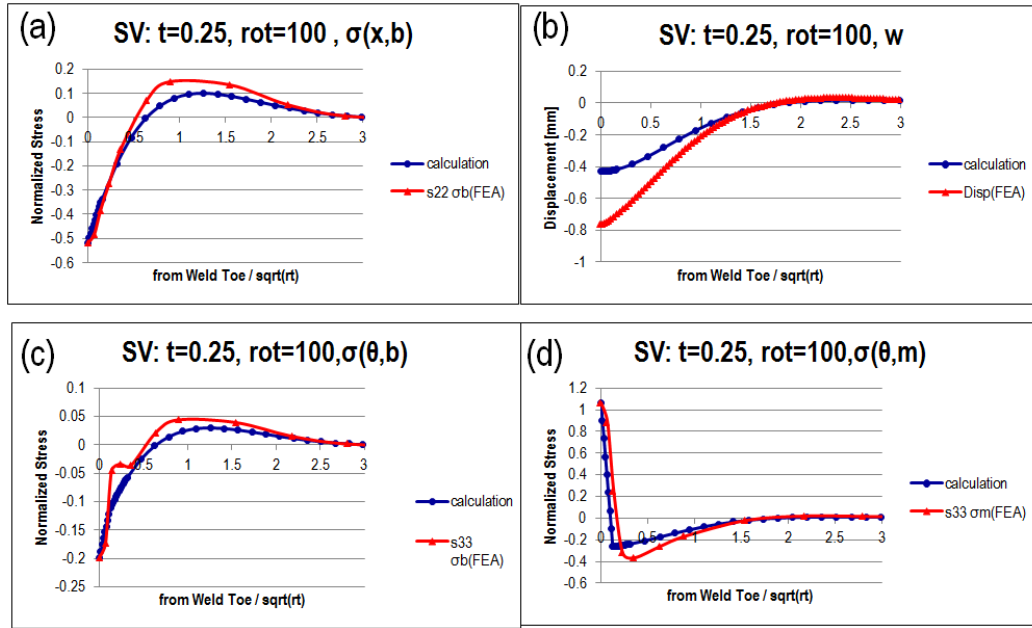 (a)
SV: t=0.25, rot=100 , σ(x,b)
0.2
0.1
0
-0.1
-0.2
-0.3
-0.4
-0.5
-0.6
0 1 2 3
Normalized Stress
from Weld Toe / sqrt(rt)
calculation
s22 σb(FEA)
(b)
SV: t=0.25, rot=100, w
0.2
0
-0.2
-0.4
-0.6
-0.8
-1
0 0.5 1 1.5 2 2.5 3
Displacement [mm]
from Weld Toe / sqrt(rt)
calculation
Disp(FEA)
(c)
SV: t=0.25, rot=100,σ(θ,b)
0.1
0.05
0
-0.05
-0.1
-0.15
-0.2
-0.25
0 0.5 1 1.5 2 2.5 3
Normalized Stress
from Weld Toe / sqrt(rt)
calculation
s33
σb(FEA)
(d)
SV: t=0.25, rot=100,σ(θ,m)
1.2
1
0.8
0.6
0.4
0.2
0
-0.2
-0.4
-0.6
0 0.5 1 1.5 2 2.5 3
Normalized Stress
from Weld Toe / sqrt(rt)
calculation
s33 σm(FEA)